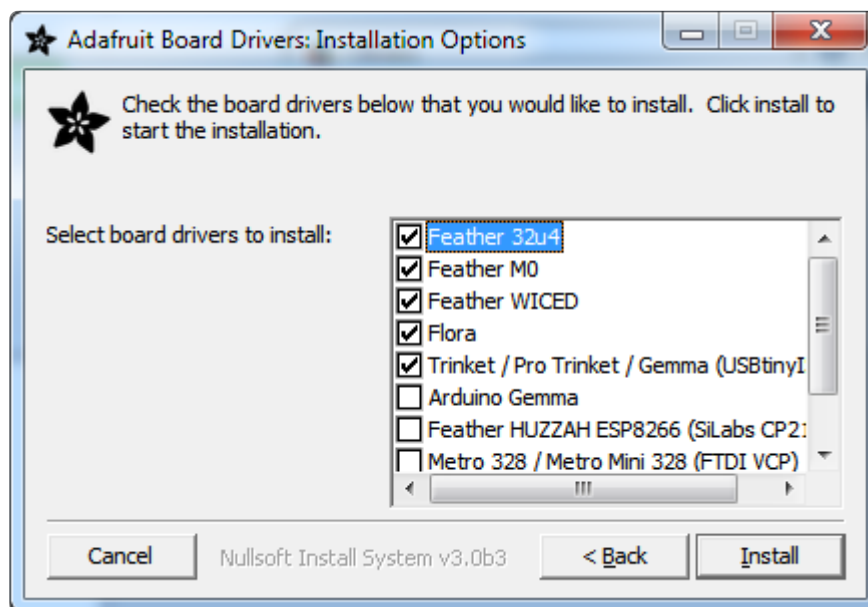 Adafruit Board Drivers: Installation Options
Check the board drivers below that you would like to install.  Click install to
start the installation.
Select board drivers to install:
Feather 32u4
Feather M0
Feather WICED
Flora
Trinket / Pro Trinket / Gemma (USBtinyI
Arduino Gemma
Feather HUZZAH ESP8266 (SiLabs CP21
Metro 328 / Metro Mini 328 (FTDI VCP)
Cancel
Nullsoft Install System v3.0b3
< Back
Install